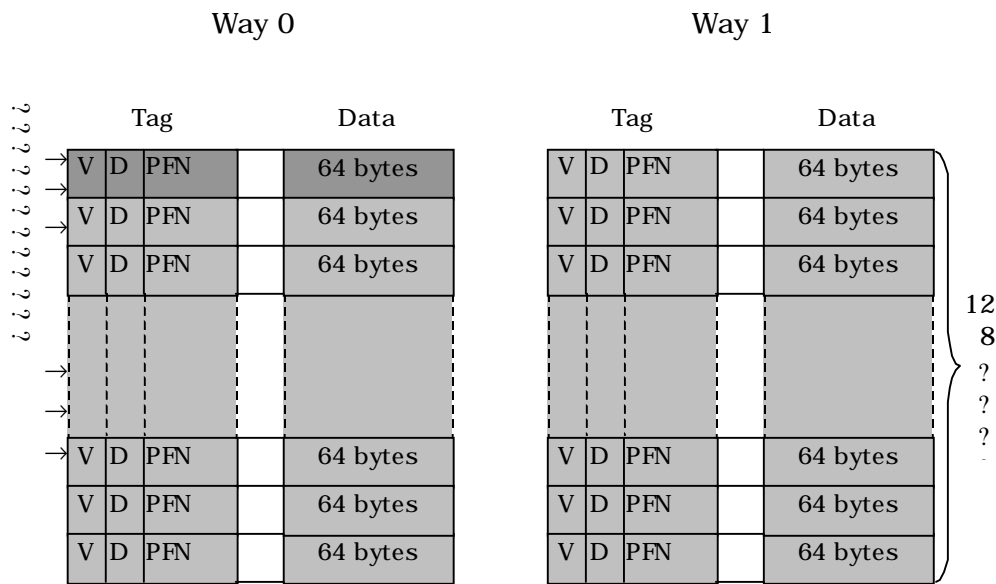 Way 0 Way 1
Tag Data Tag Data
V D PFN 64 bytes V D PFN 64 bytes
V D PFN 64 bytes V D PFN 64 bytes
V D PFN 64 bytes V D PFN 64 bytes
12
8
?
?
?
V D PFN 64 bytes V D PFN 64 bytes
V D PFN 64 bytes V D PFN 64 bytes
V D PFN 64 bytes V D PFN 64 bytes